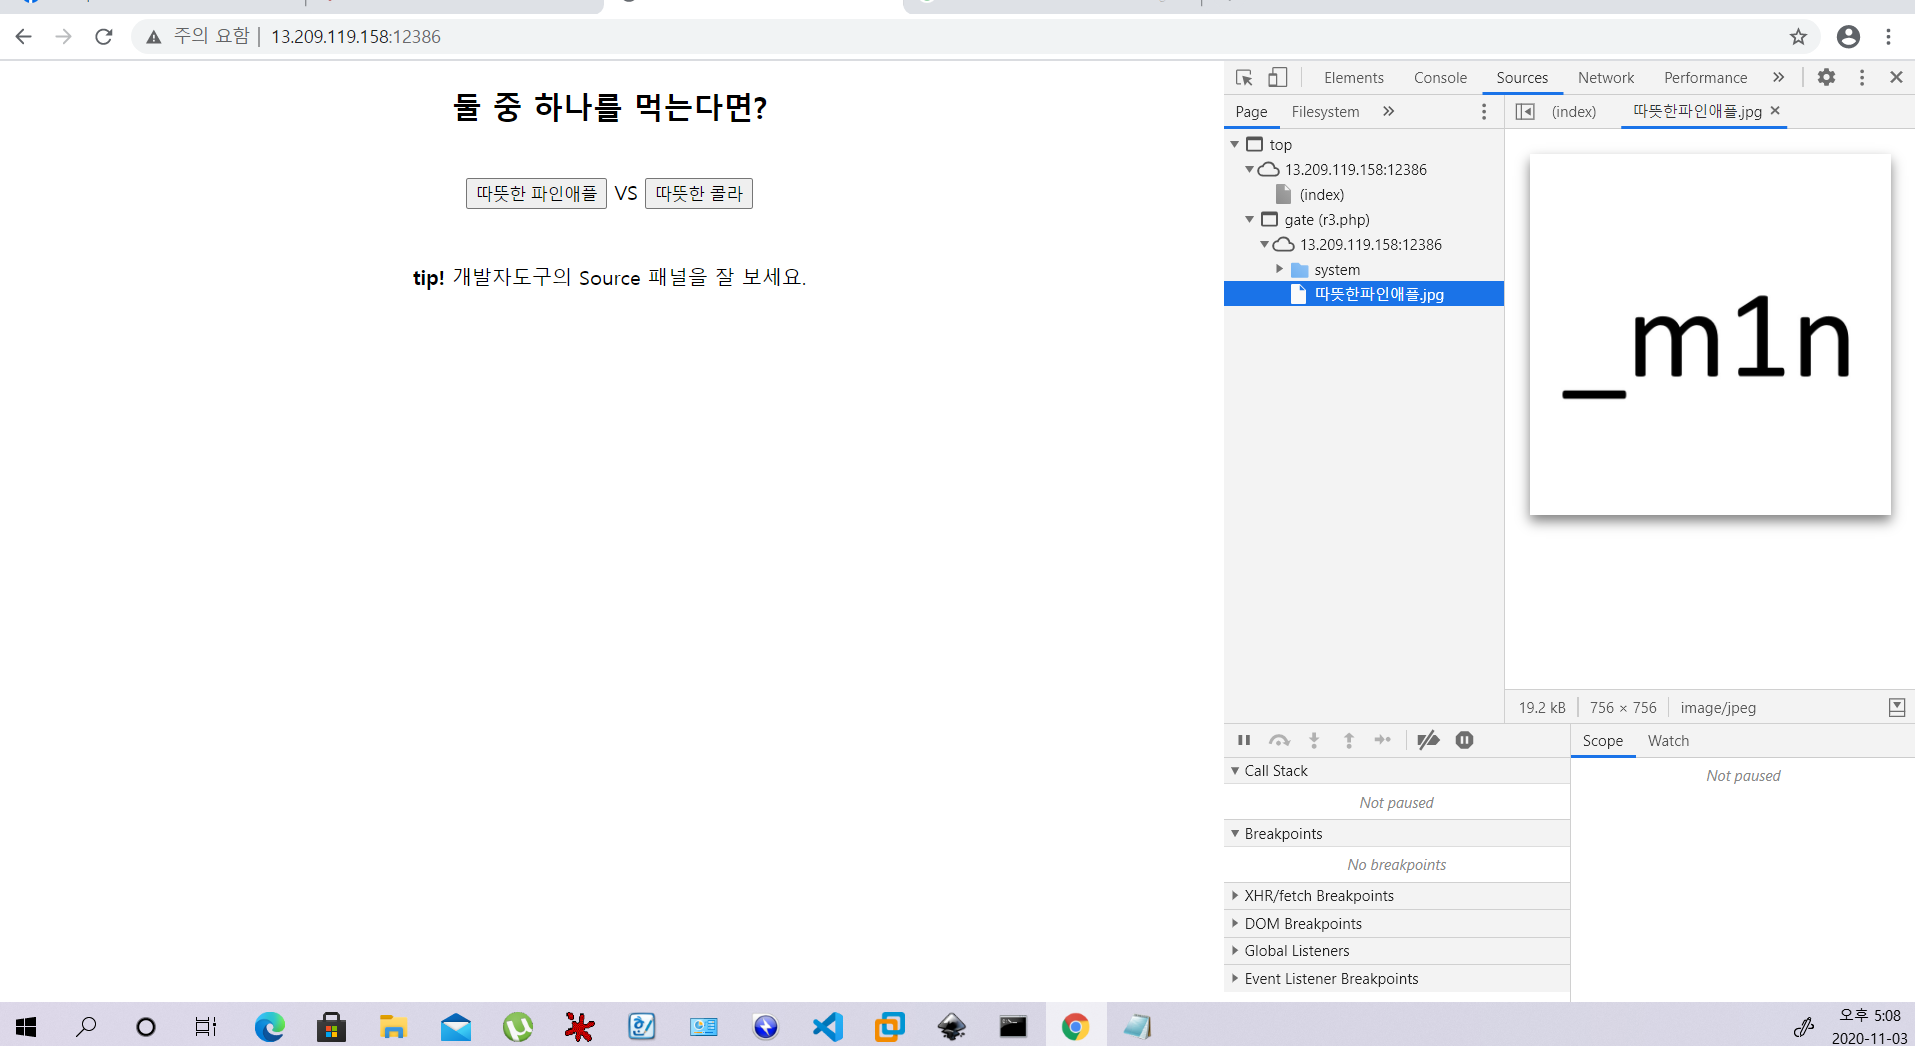 주의 요함 | 13.209.119.158:12386
둘 중 하나를 먹는다면?
따뜻한 파인애플 VS 따뜻한 콜라
tip! 개발자도구의 Source 패널을 잘 보세요.
Elements Console Sources Network Performance
Page Filesystem
top
13.209.119.158:12386
(index)
gate (r3.php)
13.209.119.158:12386
system
따뜻한파인애플.jpg
(index) 따뜻한파인애플.jpg
_m1n
19.2 kB 756 × 756 image/jpeg
Call Stack
Not paused
Breakpoints
No breakpoints
XHR/fetch Breakpoints
DOM Breakpoints
Global Listeners
Event Listener Breakpoints
Scope Watch
Not paused
오후 5:08
2020-11-03